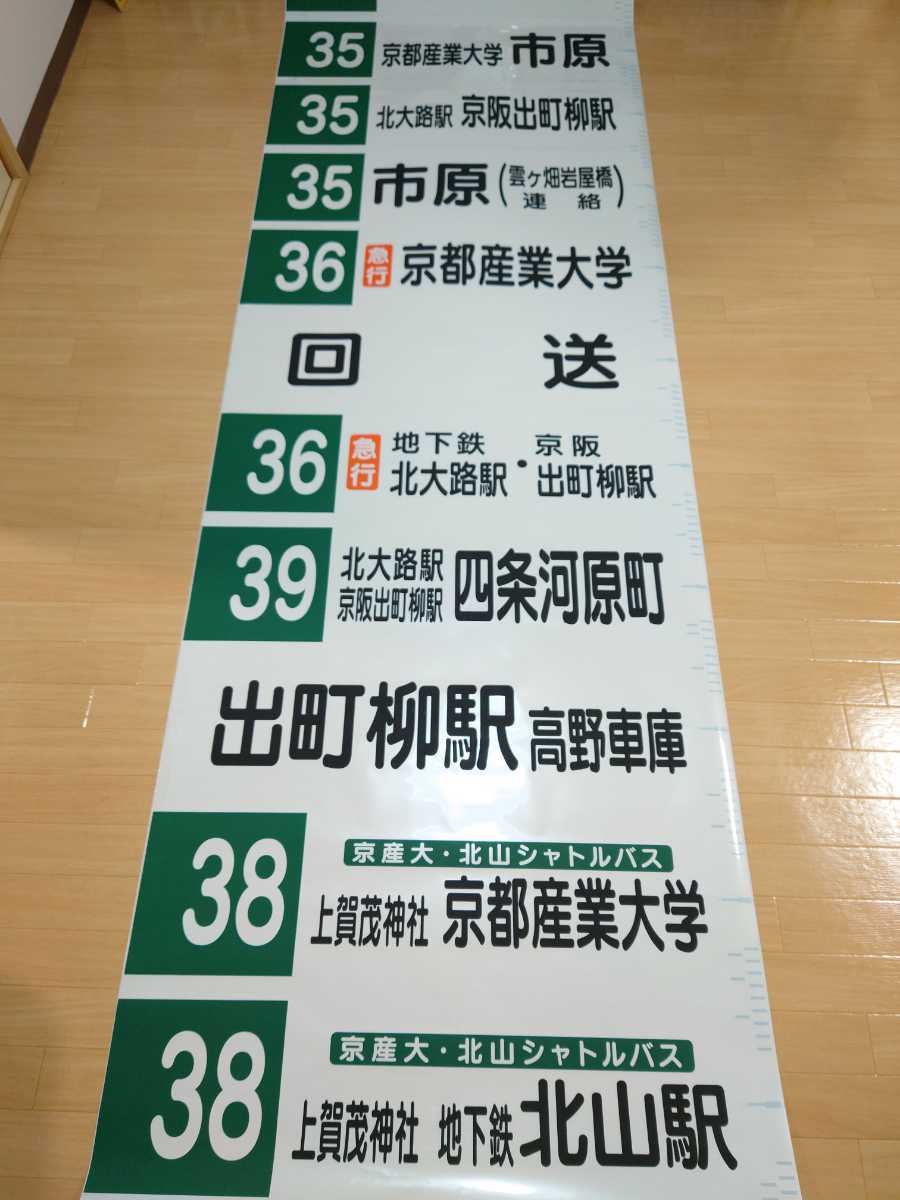 35 京都産業大学 市原
35 北大路駅 京阪出町柳駅
35 市原 (雲ヶ畑岩屋橋
連絡)
36 急行 京都産業大学
回送
36 急行 地下鉄 京阪
北大路駅・出町柳駅
39 北大路駅 四条河原町
京阪出町柳駅
出町柳駅 高野車庫
京産大・北山シャトルバス
38 上賀茂神社 京都産業大学
京産大・北山シャトルバス
38 上賀茂神社 地下鉄 北山駅